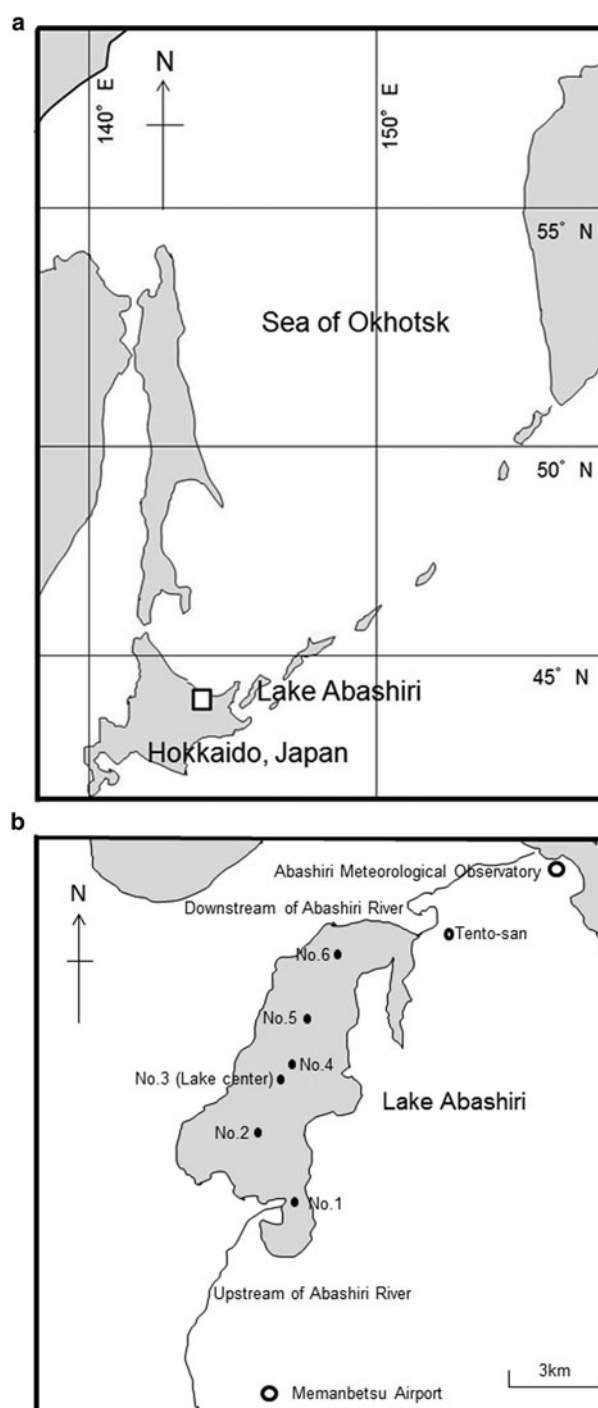 a
N
140° E
150° E
55° N
Sea of Okhotsk
50° N
45° N
Lake Abashiri
Hokkaido, Japan
b
N
Abashiri Meteorological Observatory
Downstream of Abashiri River
Tento-san
No.6
No.5
No.4
No.3 (Lake center)
Lake Abashiri
No.2
No.1
Upstream of Abashiri River
3km
Memanbetsu Airport